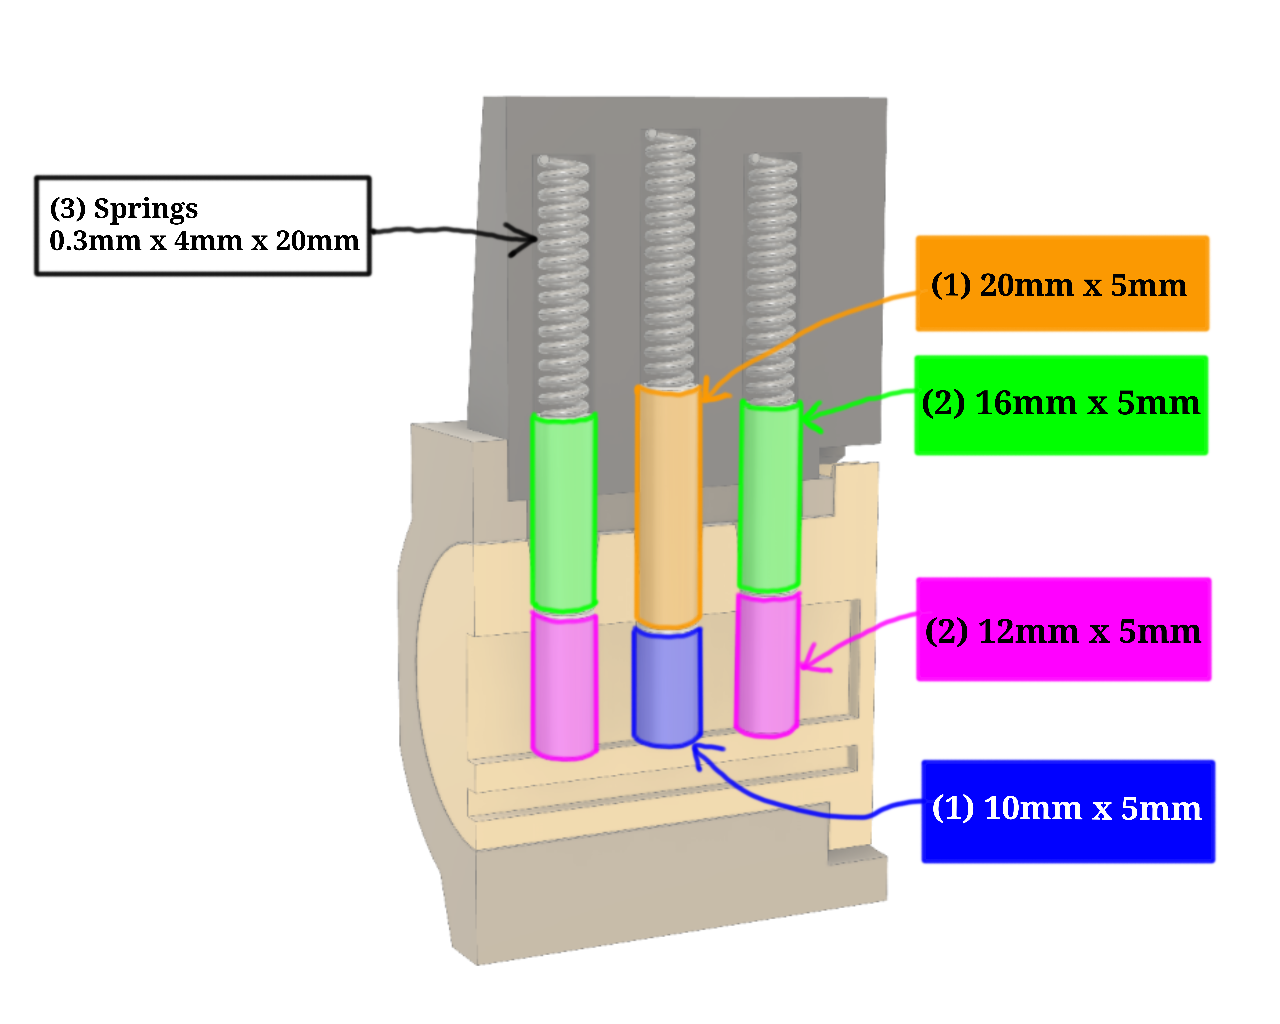 (3) Springs
0.3mm x 4mm x 20mm
(1) 20mm x 5mm
(2) 16mm x 5mm
(2) 12mm x 5mm
(1) 10mm x 5mm